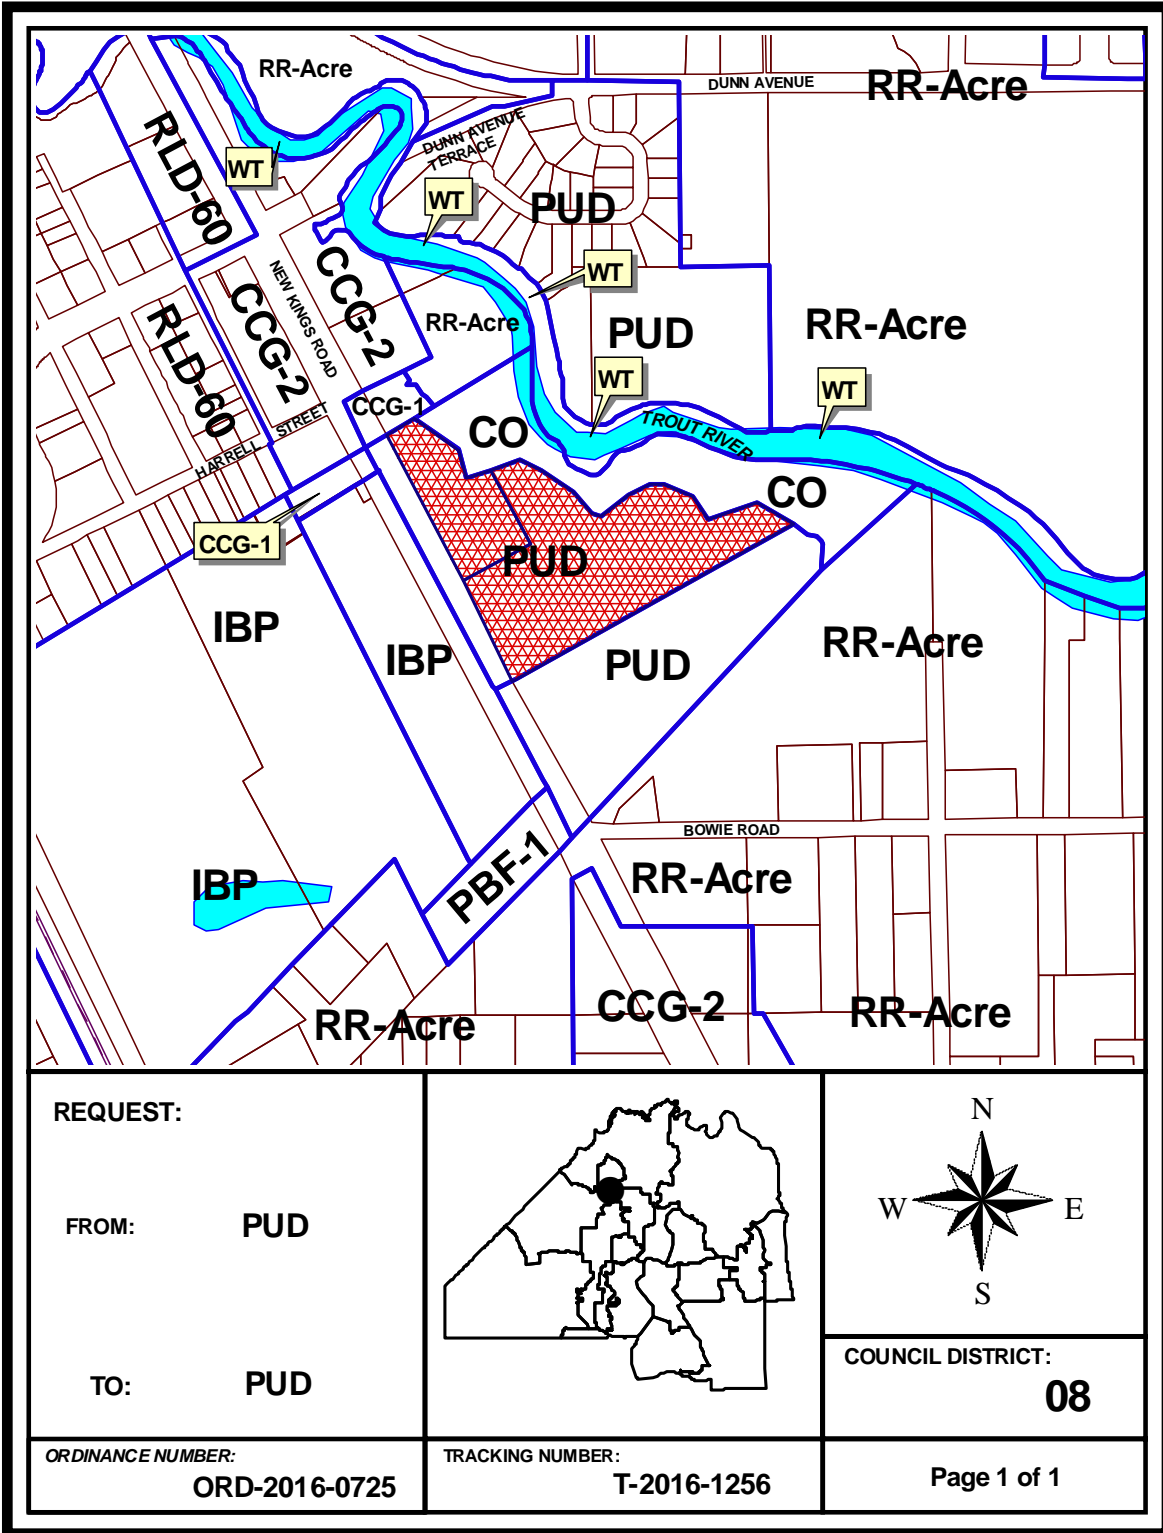 RR-Acre
DUNN AVENUE
RR-Acre
RLD-60
WT
DUNN AVENUE
TERRACE
WT
PUD
CCG-2
NEW KINGS ROAD
WT
CCG-2
RR-Acre
PUD
RR-Acre
RLD-60
WT
WT
CCG-1
HARRELL STREET
CO
TROUT RIVER
CO
CCG-1
PUD
IBP
IBP
PUD
RR-Acre
BOWIE ROAD
IBP
PBF-1
RR-Acre
RR-Acre
CCG-2
RR-Acre
REQUEST:
FROM: PUD
TO: PUD
N
W E
S
COUNCIL DISTRICT:
08
ORDINANCE NUMBER:
ORD-2016-0725
TRACKING NUMBER:
T-2016-1256
Page 1 of 1